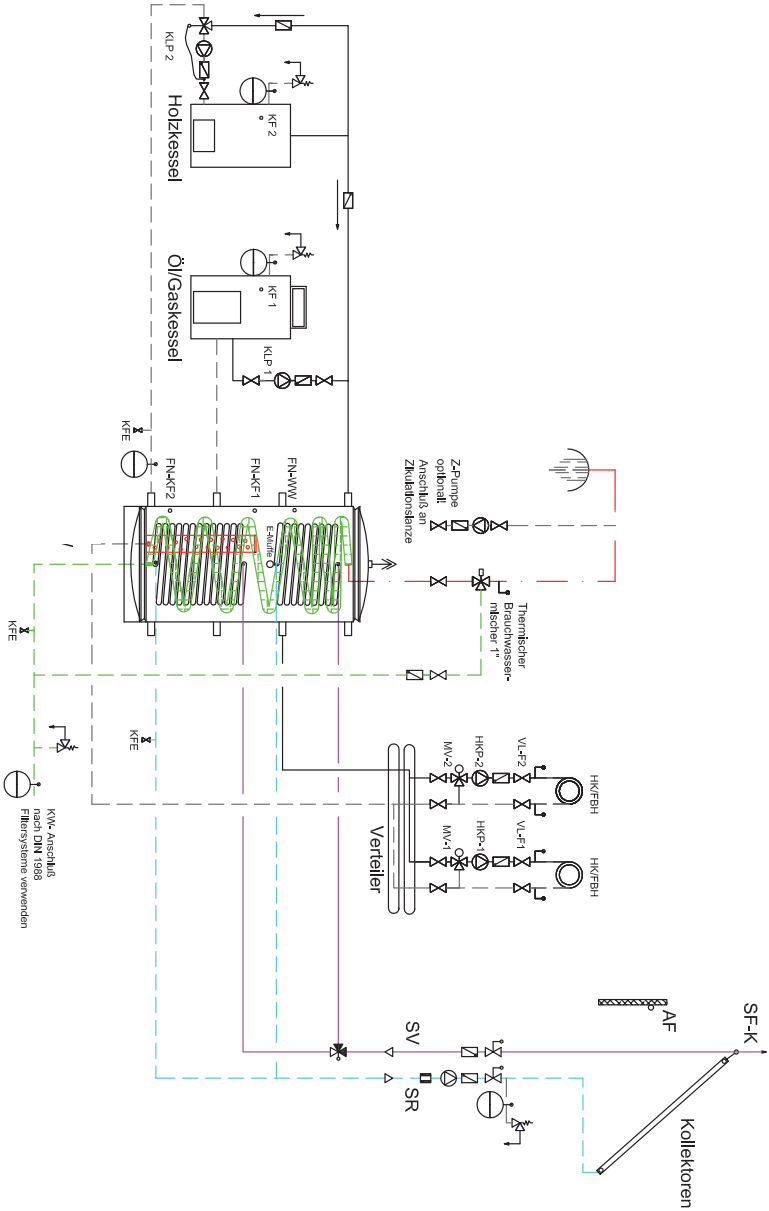 SF-K
Kollektoren
AF
SV
SR
HK/FBH
HK/FBH
VL-F2
VL-F1
HKP-2
HKP-1
MV-2
MV-1
Verteiler
Thermischer
Brauchwasser-
mischer 1"
Z-Pumpe
optional!
Anschluß an
Zikulationslanze
FN-WW
FN-KF1
FN-KF2
E-Muffe
KFE
KFE
KFE
KW- Anschluß
nach DIN 1988
Filtersysteme verwenden
KLP 2
KF 2
Holzkessel
KF 1
KLP 1
Öl/Gaskessel